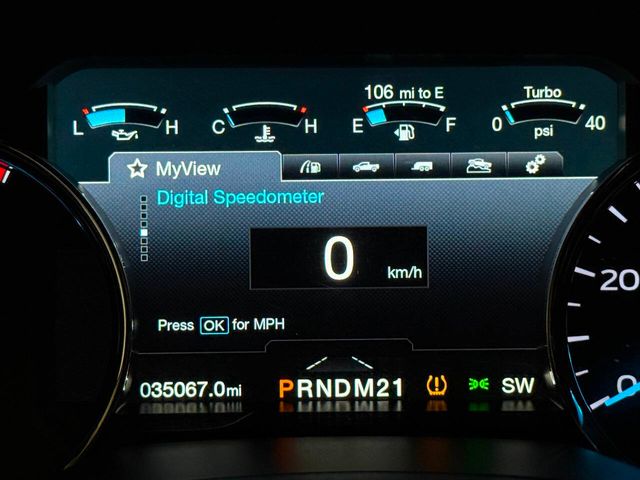 106 mi to E
Turbo
L H
C H
E F
0 40
psi
MyView
Digital Speedometer
0 km/h
Press OK for MPH
20
0
035067.0mi
PRNDM21
SW